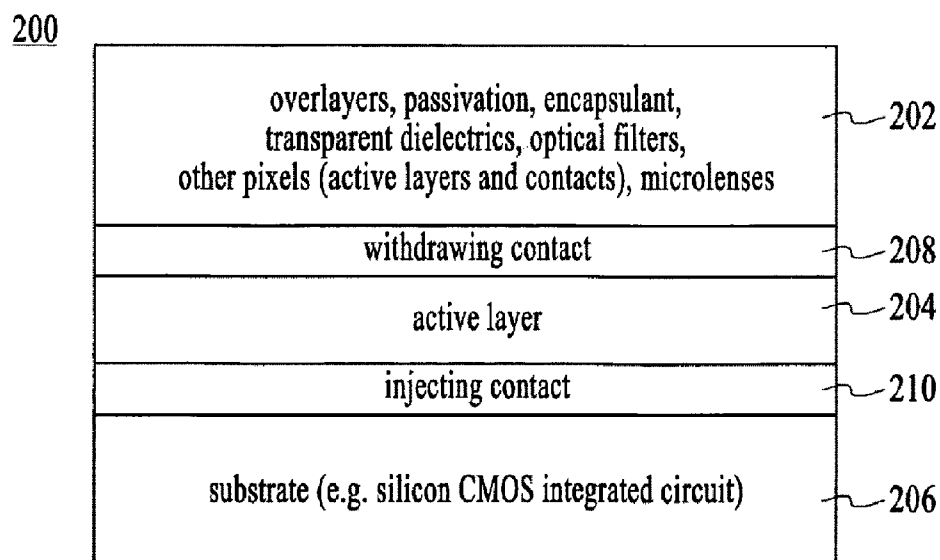 200
overlayers, passivation, encapsulant,
transparent dielectrics, optical filters,
other pixels (active layers and contacts), microlenses
202
withdrawing contact
208
active layer
204
injecting contact
210
substrate (e.g. silicon CMOS integrated circuit)
206